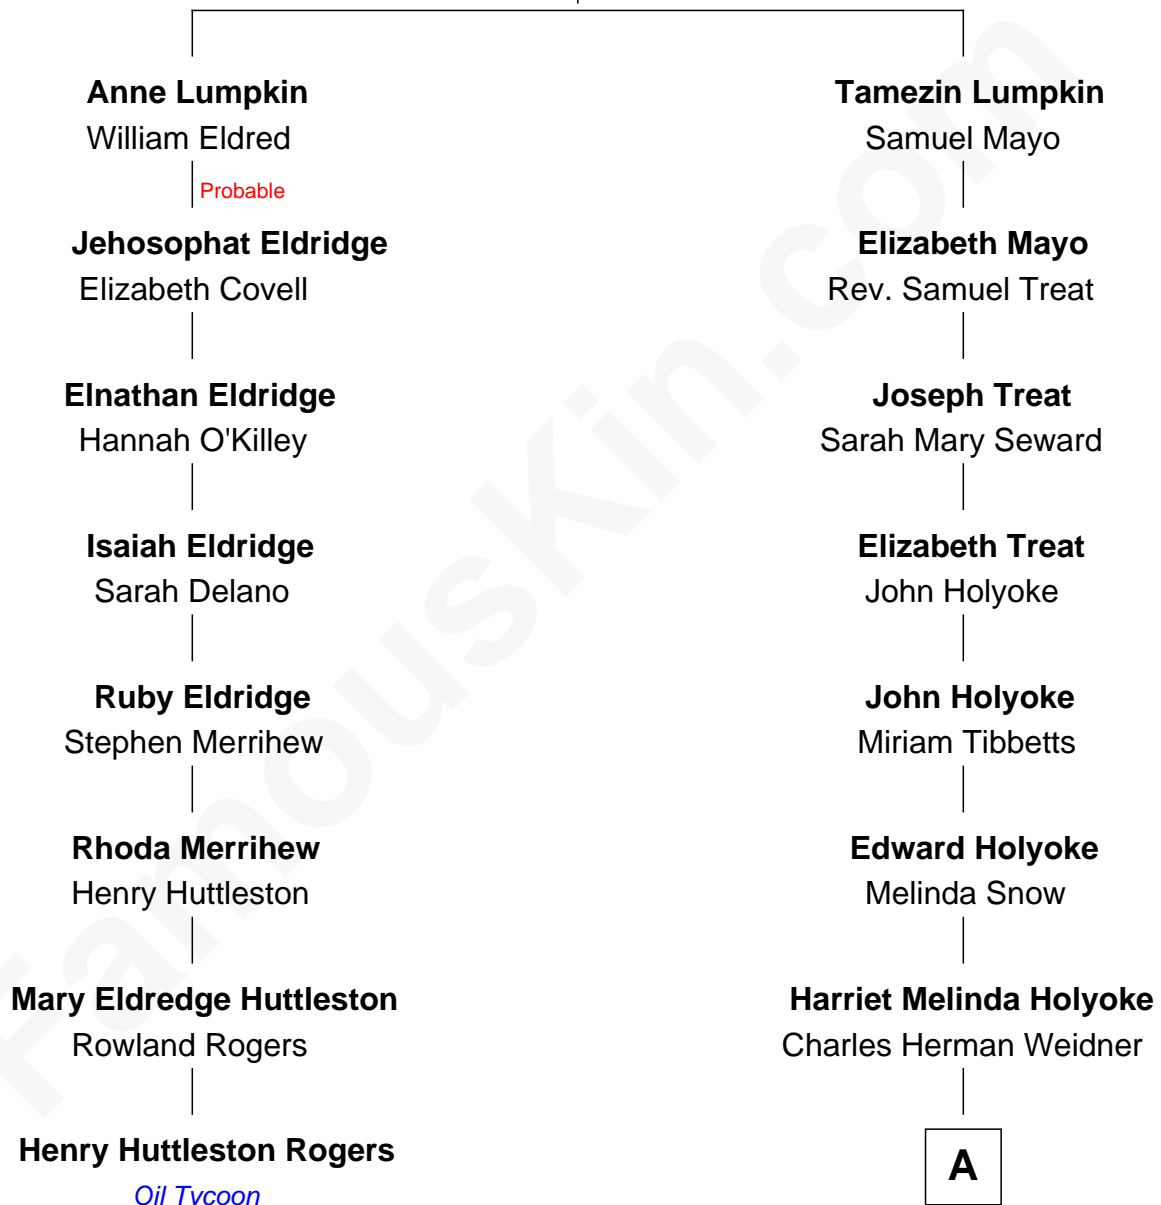 Anne Lumpkin
William Eldred
Probable
Jehosophat Eldridge
Elizabeth Covell
Elnathan Eldridge
Hannah O'Killey
Isaiah Eldridge
Sarah Delano
Ruby Eldridge
Stephen Merrihew
Rhoda Merrihew
Henry Huttleston
Mary Eldredge Huttleston
Rowland Rogers
Henry Huttleston Rogers
Oil Tycoon
Tamezin Lumpkin
Samuel Mayo
Elizabeth Mayo
Rev. Samuel Treat
Joseph Treat
Sarah Mary Seward
Elizabeth Treat
John Holyoke
John Holyoke
Miriam Tibbetts
Edward Holyoke
Melinda Snow
Harriet Melinda Holyoke
Charles Herman Weidner
A
FamousKin.com